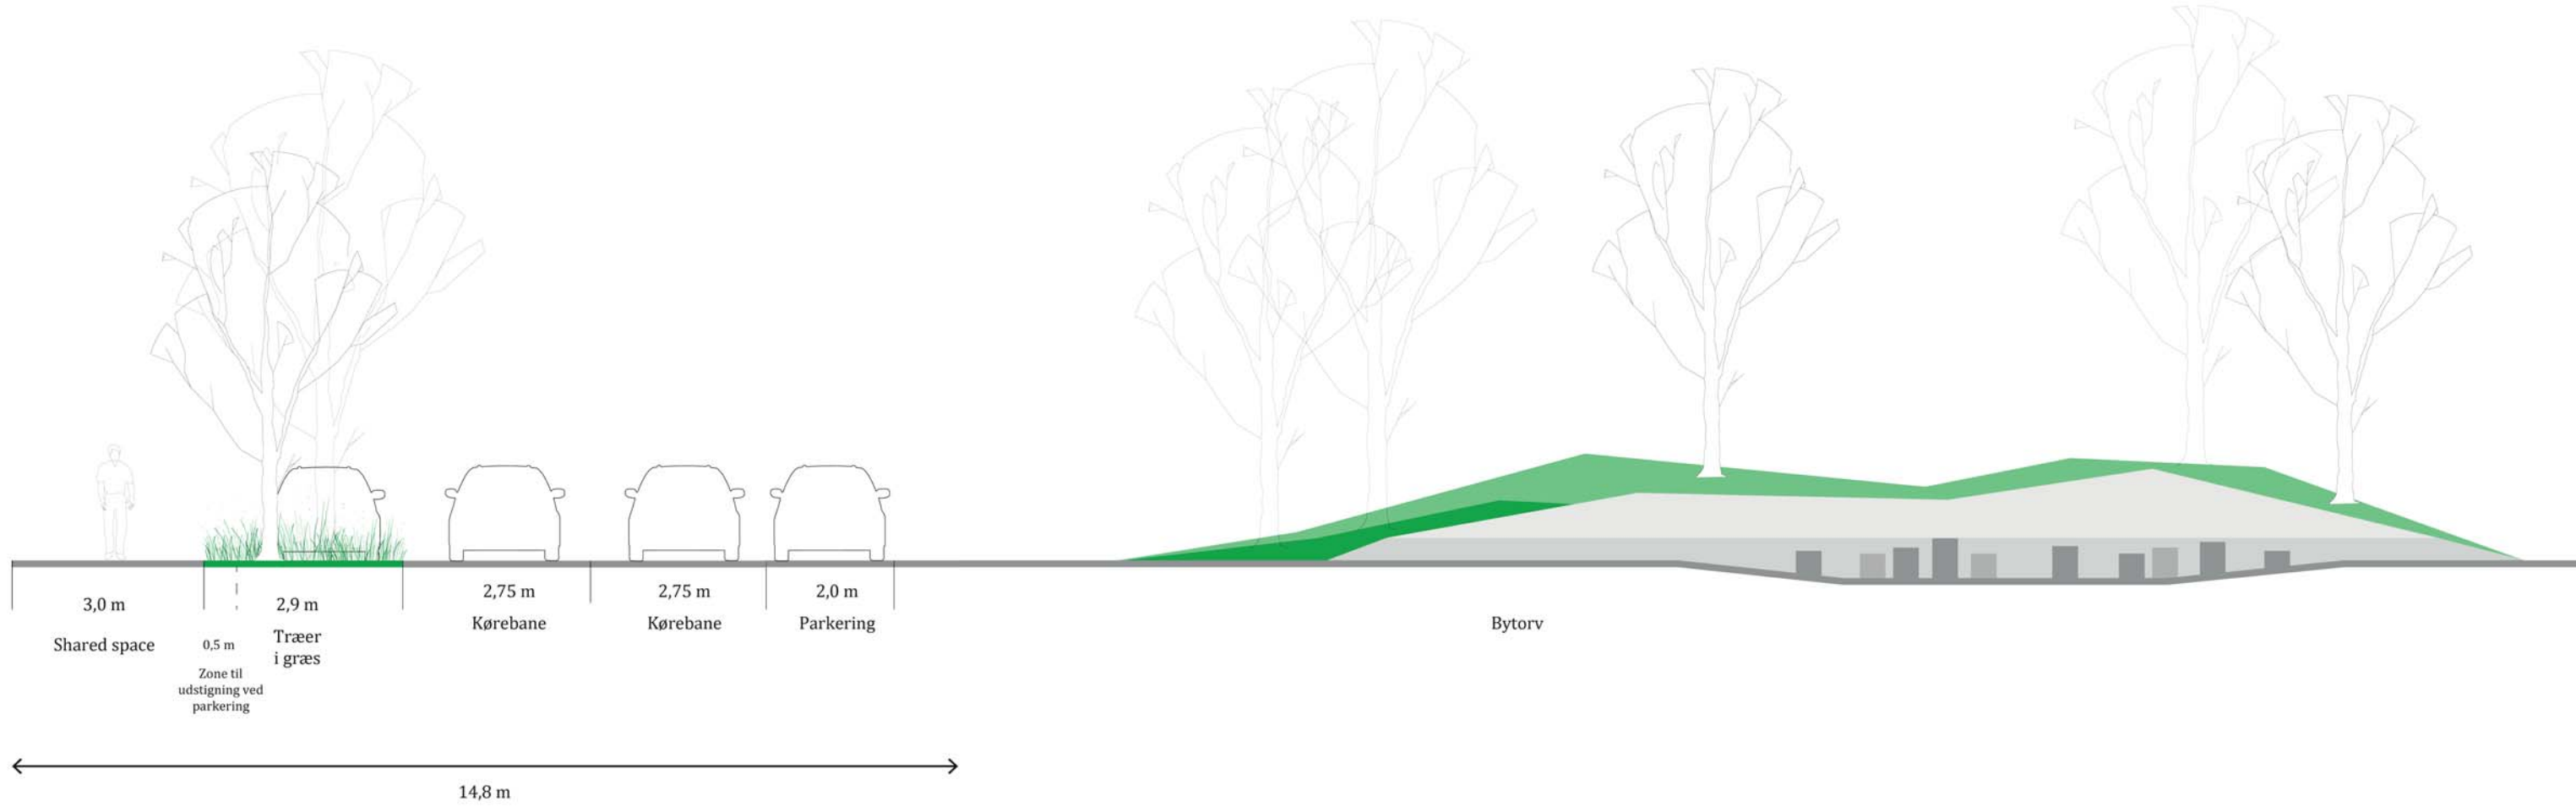 3,0 m
Shared space
0,5 m
Zone til
udstigning ved
parkering
2,9 m
Træer
i græs
2,75 m
Kørebane
2,75 m
Kørebane
2,0 m
Parkering
Bytorv
14,8 m